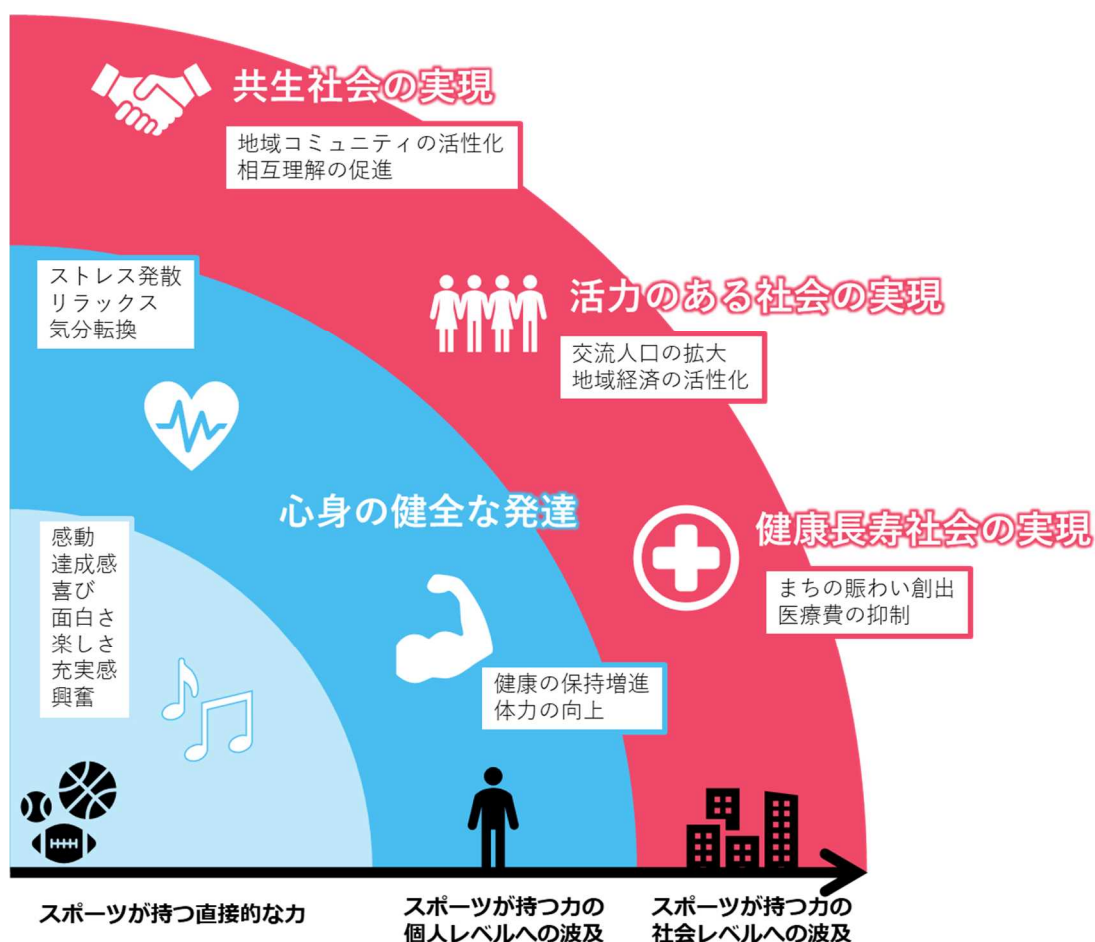 共生社会の実現
地域コミュニティの活性化
相互理解の促進
ストレス発散
リラックス
気分転換
活力のある社会の実現
交流人口の拡大
地域経済の活性化
心身の健全な発達
健康長寿社会の実現
まちの賑わい創出
医療費の抑制
感動
達成感
喜び
面白さ
楽しさ
充実感
興奮
健康の保持増進
体力の向上
スポーツが持つ直接的な力
スポーツが持つ力の
個人レベルへの波及
スポーツが持つ力の
社会レベルへの波及